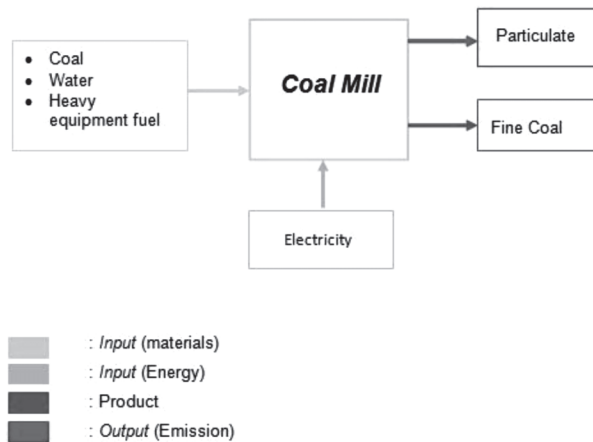 • Coal
• Water
• Heavy
equipment fuel
Coal Mill
Particulate
Fine Coal
Electricity
: Input (materials)
: Input (Energy)
: Product
: Output (Emission)